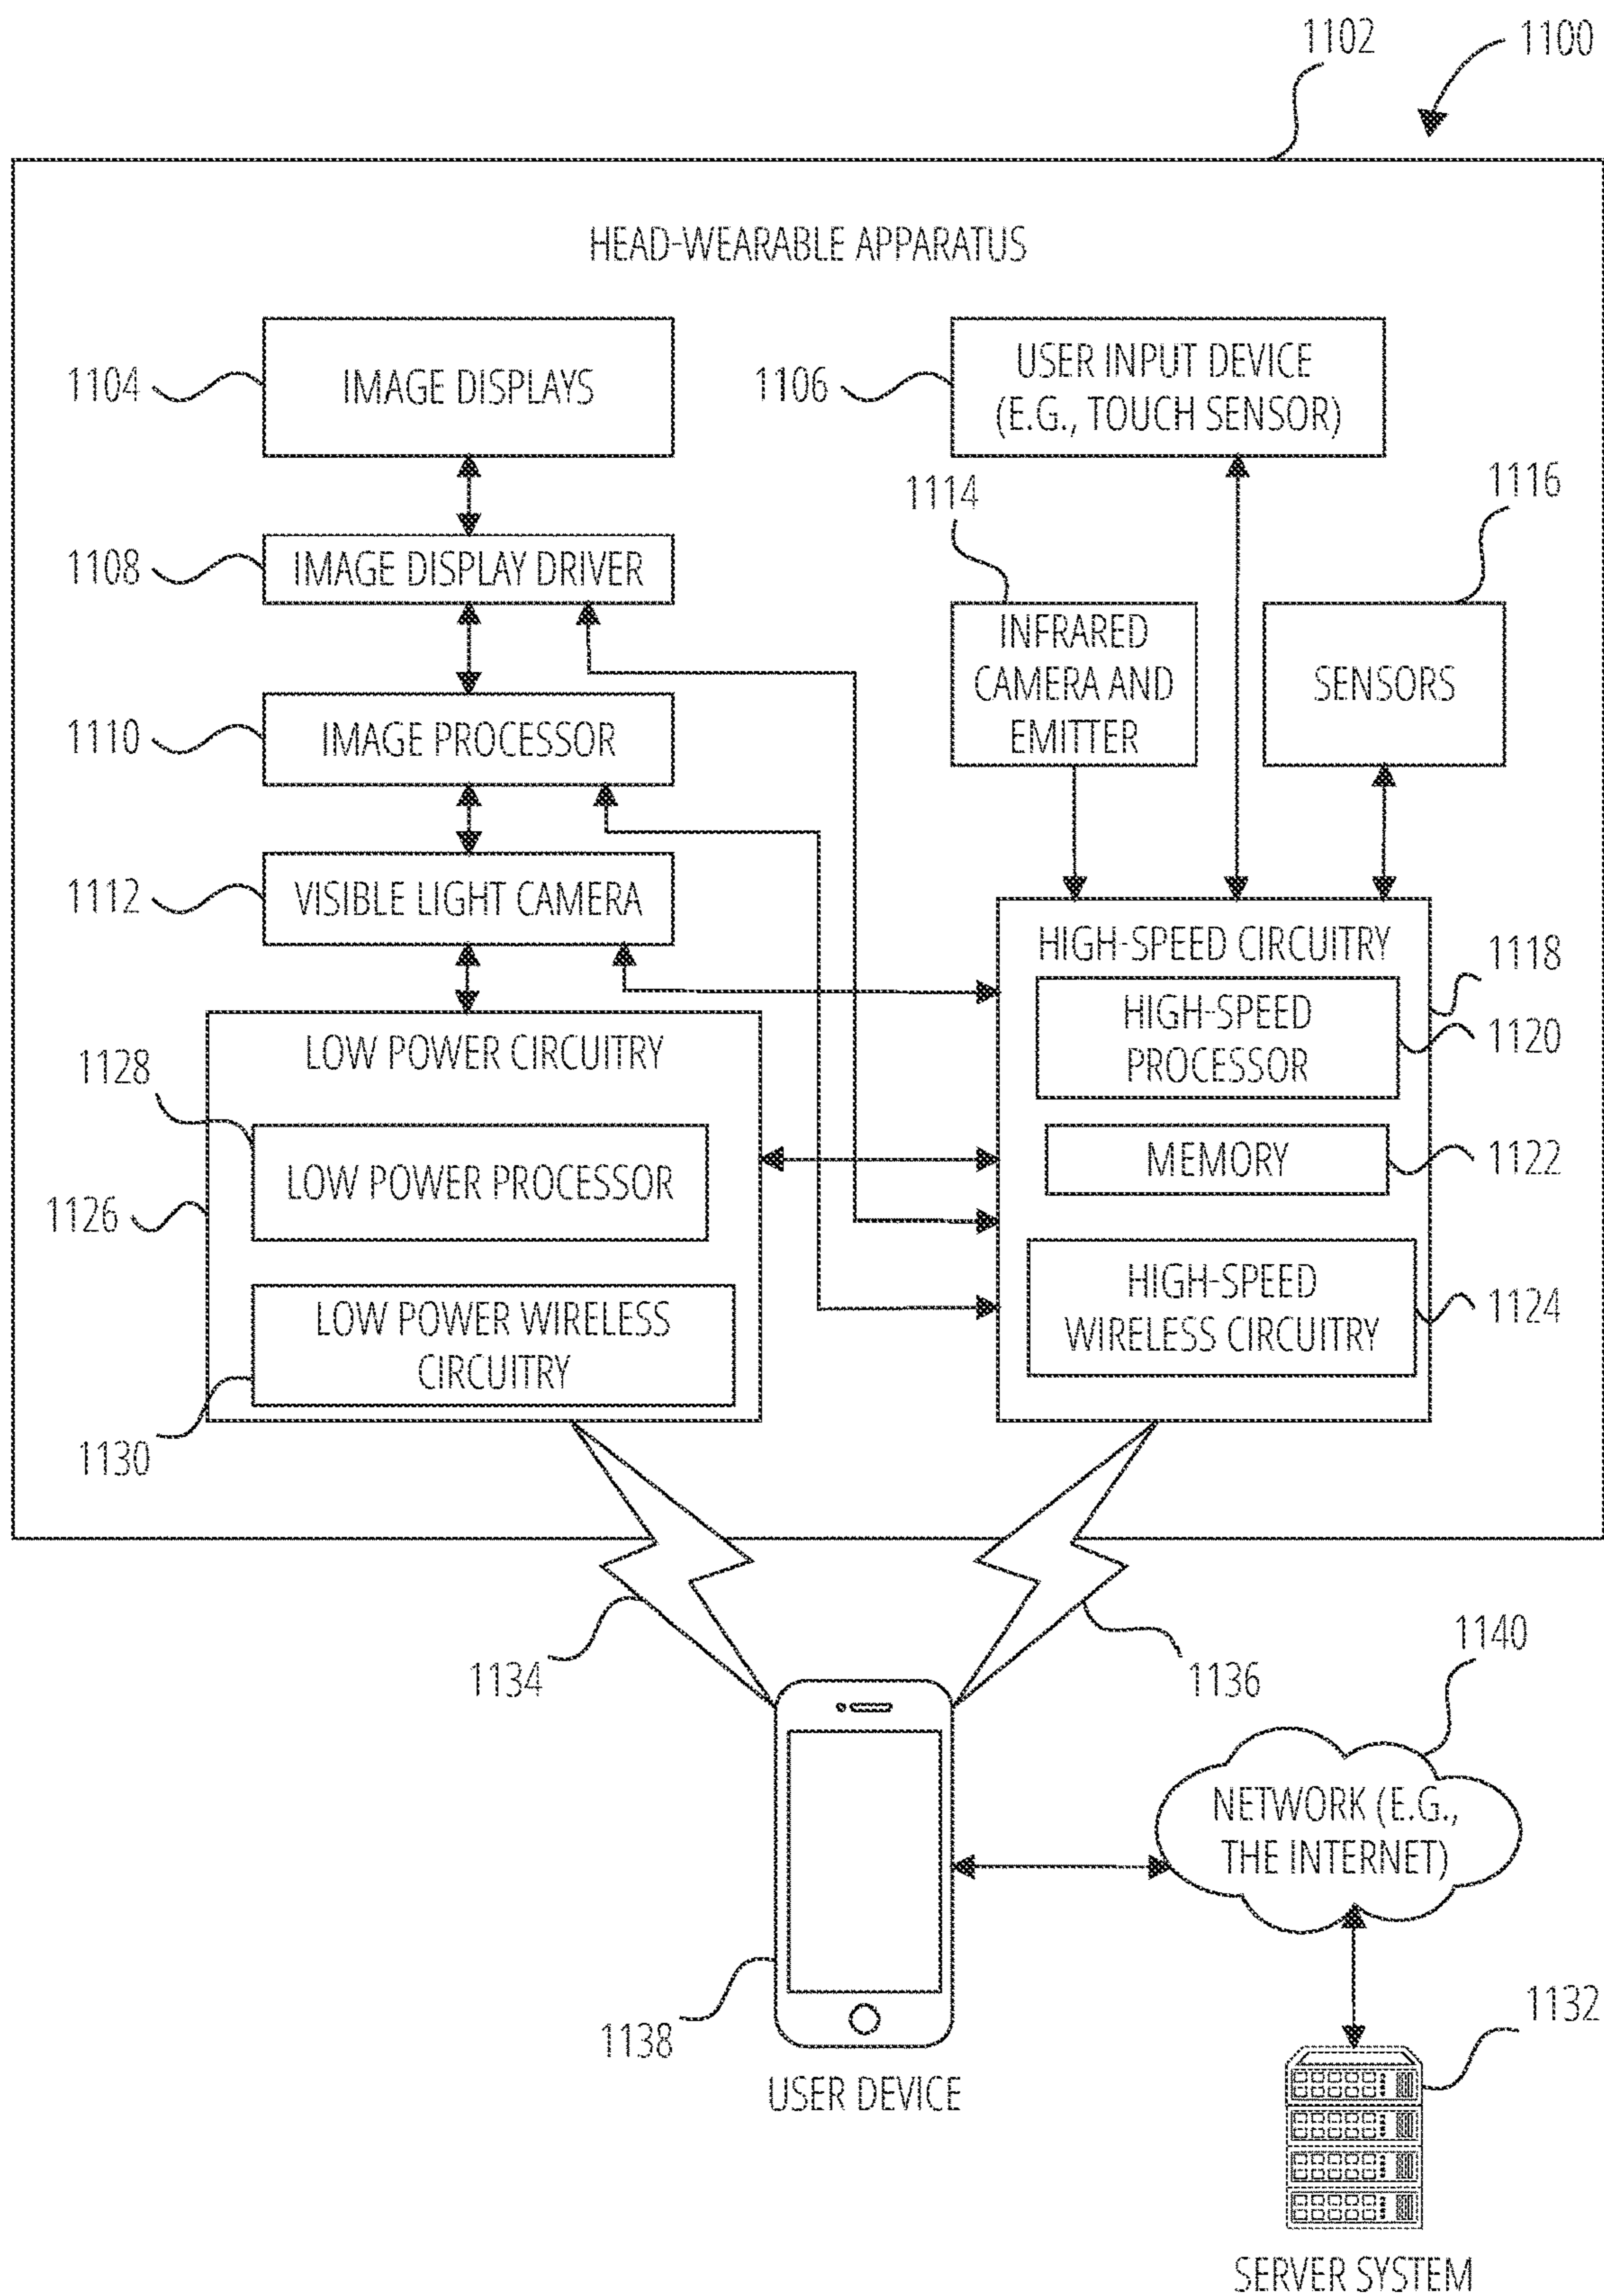 1102
1100
HEAD-WEARABLE APPARATUS
1104
IMAGE DISPLAYS
1106
USER INPUT DEVICE
(E.G., TOUCH SENSOR)
1114
1116
1108
IMAGE DISPLAY DRIVER
INFRARED
CAMERA AND
EMITTER
SENSORS
1110
IMAGE PROCESSOR
1112
VISIBLE LIGHT CAMERA
HIGH-SPEED CIRCUITRY
1118
HIGH-SPEED
PROCESSOR
1120
LOW POWER CIRCUITRY
1128
LOW POWER PROCESSOR
MEMORY
1122
1126
LOW POWER WIRELESS
CIRCUITRY
HIGH-SPEED
WIRELESS CIRCUITRY
1124
1130
1134
1136
1140
NETWORK (E.G.,
THE INTERNET)
1138
USER DEVICE
1132
SERVER SYSTEM